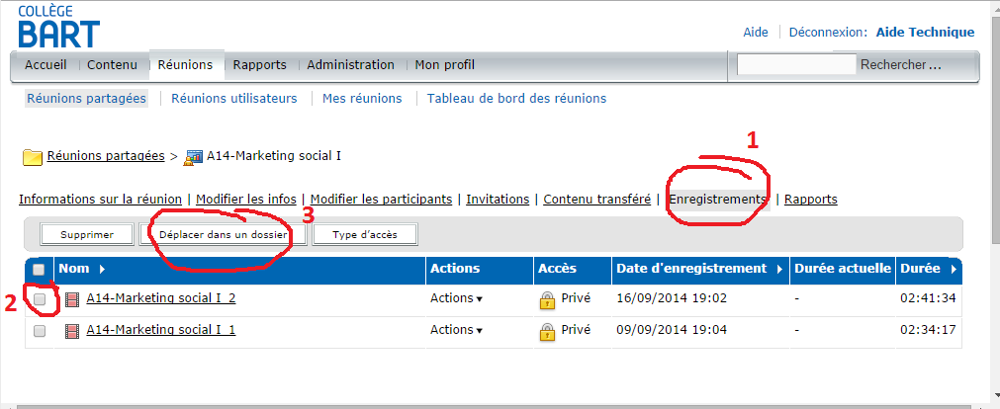 COLLÈGE
BART
Aide Déconnexion: Aide Technique
Accueil Contenu Réunions Rapports Administration Mon profil Rechercher ...
Réunions partagées Réunions utilisateurs Mes réunions Tableau de bord des réunions
1
Réunions partagées > A14-Marketing social I
Informations sur la réunion | Modifier les infos | Modifier les participants | Invitations | Contenu transféré | Enregistrements | Rapports
3
Supprimer Déplacer dans un dossier Type d'accès
Nom Actions Accès Date d'enregistrement Durée actuelle Durée
2 A14-Marketing social I_2 Actions Privé 16/09/2014 19:02 - 02:41:34
A14-Marketing social I_1 Actions Privé 09/09/2014 19:04 - 02:34:17